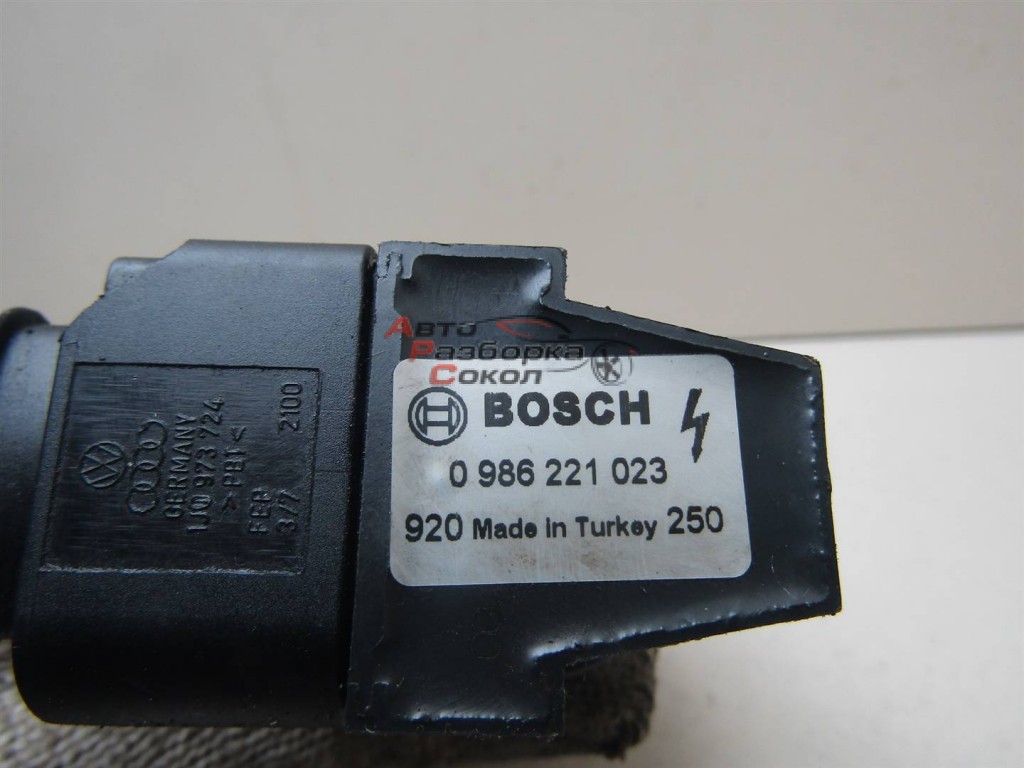 GERMANY
1J0 973 724
>PBT<
FEP
3/7 2100
Авто
Разборка
Сокол
BOSCH
0 986 221 023
920 Made in Turkey 250